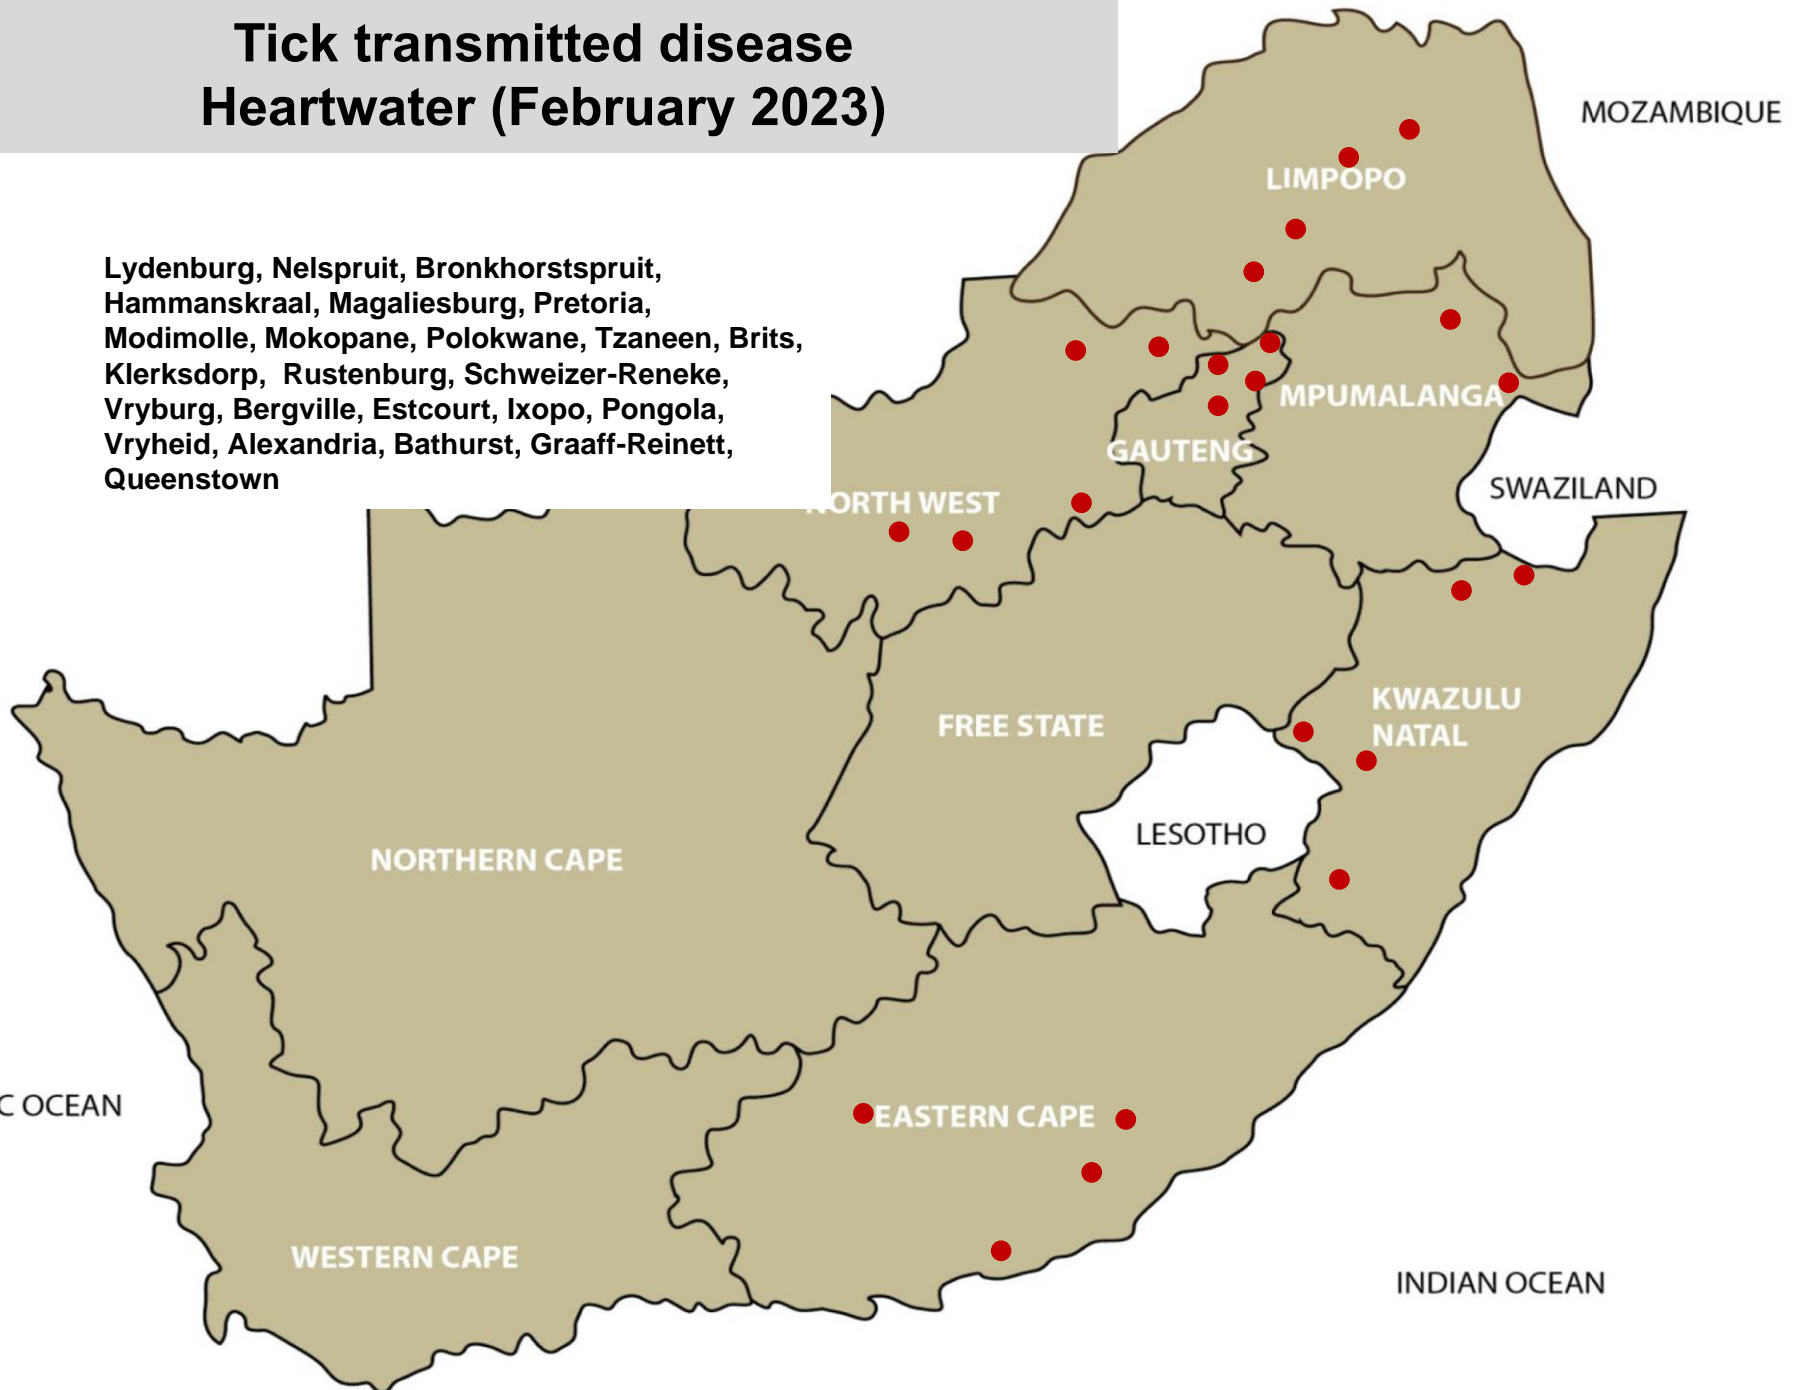 Tick transmitted disease
Heartwater (February 2023)
MOZAMBIQUE
LIMPOPO
Lydenburg, Nelspruit, Bronkhorstspruit,
Hammanskraal, Magaliesburg, Pretoria,
Modimolle, Mokopane, Polokwane, Tzaneen, Brits,
Klerksdorp, Rustenburg, Schweizer-Reneke,
Vryburg, Bergville, Estcourt, Ixopo, Pongola,
Vryheid, Alexandria, Bathurst, Graaff-Reinett,
Queenstown
MPUMALANGA
GAUTENG
SWAZILAND
NORTH WEST
KWAZULU
NATAL
FREE STATE
LESOTHO
NORTHERN CAPE
C OCEAN
EASTERN CAPE
WESTERN CAPE
INDIAN OCEAN